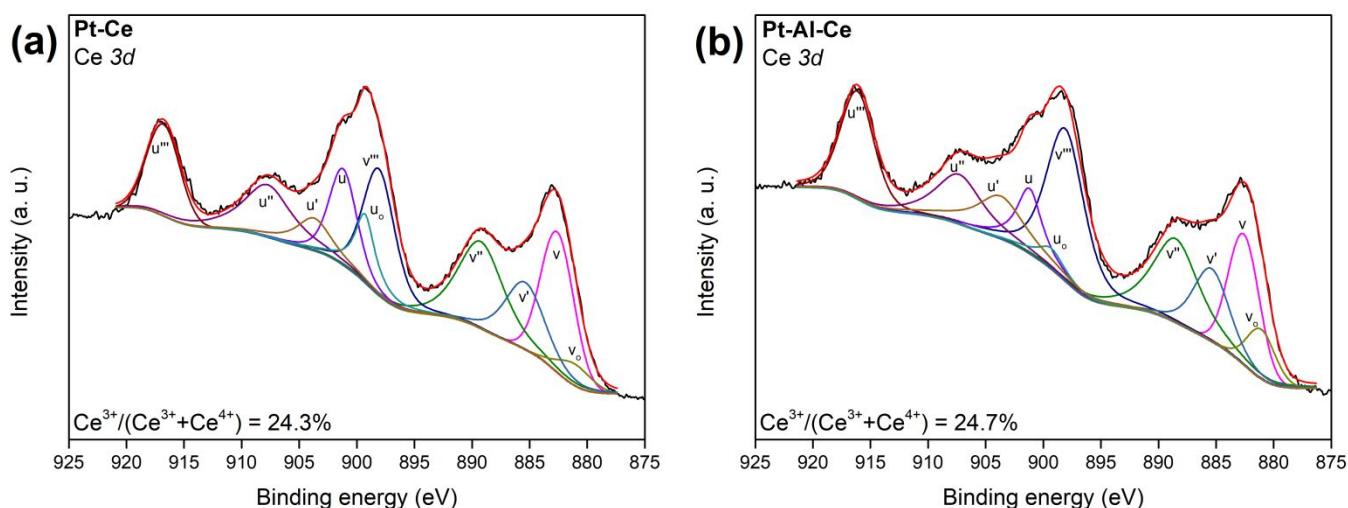 (a)
Pt-Ce
Ce 3d
u'''
u''
u'
u
v'''
uₒ
v''
v'
v
vₒ
Ce³⁺/(Ce³⁺+Ce⁴⁺) = 24.3%
925 920 915 910 905 900 895 890 885 880 875
Binding energy (eV)
Intensity (a. u.)
(b)
Pt-Al-Ce
Ce 3d
u'''
u''
u'
u
v'''
uₒ
v''
v'
v
vₒ
Ce³⁺/(Ce³⁺+Ce⁴⁺) = 24.7%
925 920 915 910 905 900 895 890 885 880 875
Binding energy (eV)
Intensity (a. u.)